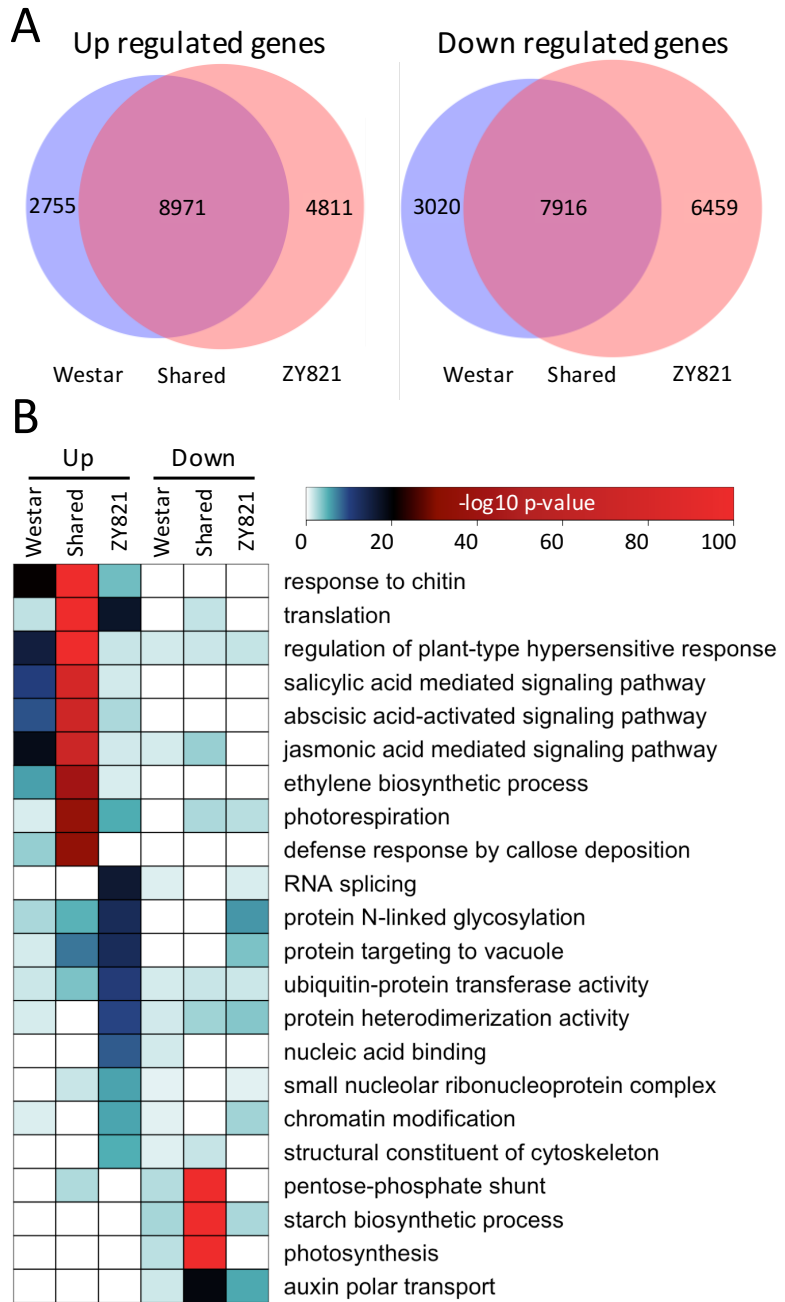 A
Up regulated genes
Down regulated genes
2755
8971
4811
3020
7916
6459
Westar Shared ZY821
Westar Shared ZY821
B
Up
Down
Westar
Shared
ZY821
Westar
Shared
ZY821
-log10 p-value
0 20 40 60 80 100
response to chitin
translation
regulation of plant-type hypersensitive response
salicylic acid mediated signaling pathway
abscisic acid-activated signaling pathway
jasmonic acid mediated signaling pathway
ethylene biosynthetic process
photorespiration
defense response by callose deposition
RNA splicing
protein N-linked glycosylation
protein targeting to vacuole
ubiquitin-protein transferase activity
protein heterodimerization activity
nucleic acid binding
small nucleolar ribonucleoprotein complex
chromatin modification
structural constituent of cytoskeleton
pentose-phosphate shunt
starch biosynthetic process
photosynthesis
auxin polar transport